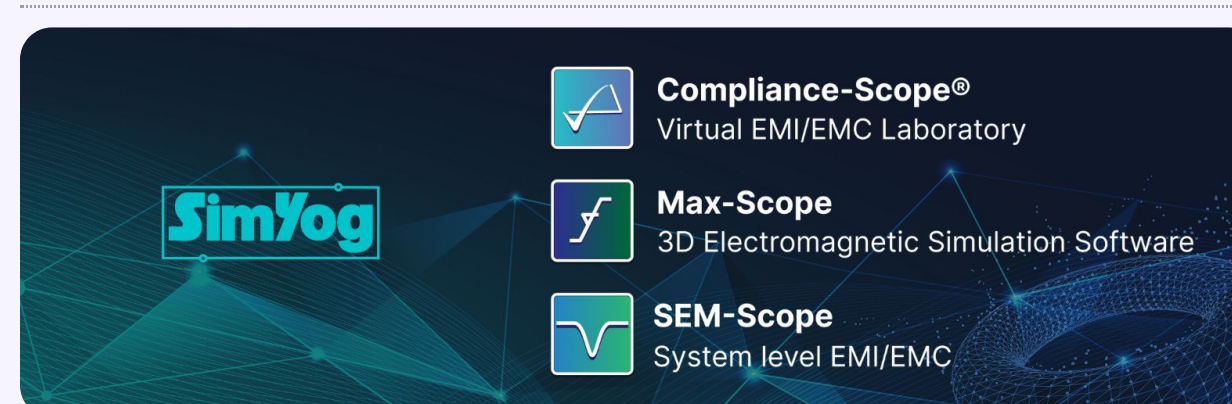 SimYog
Compliance-Scope®
Virtual EMI/EMC Laboratory
Max-Scope
3D Electromagnetic Simulation Software
SEM-Scope
System level EMI/EMC